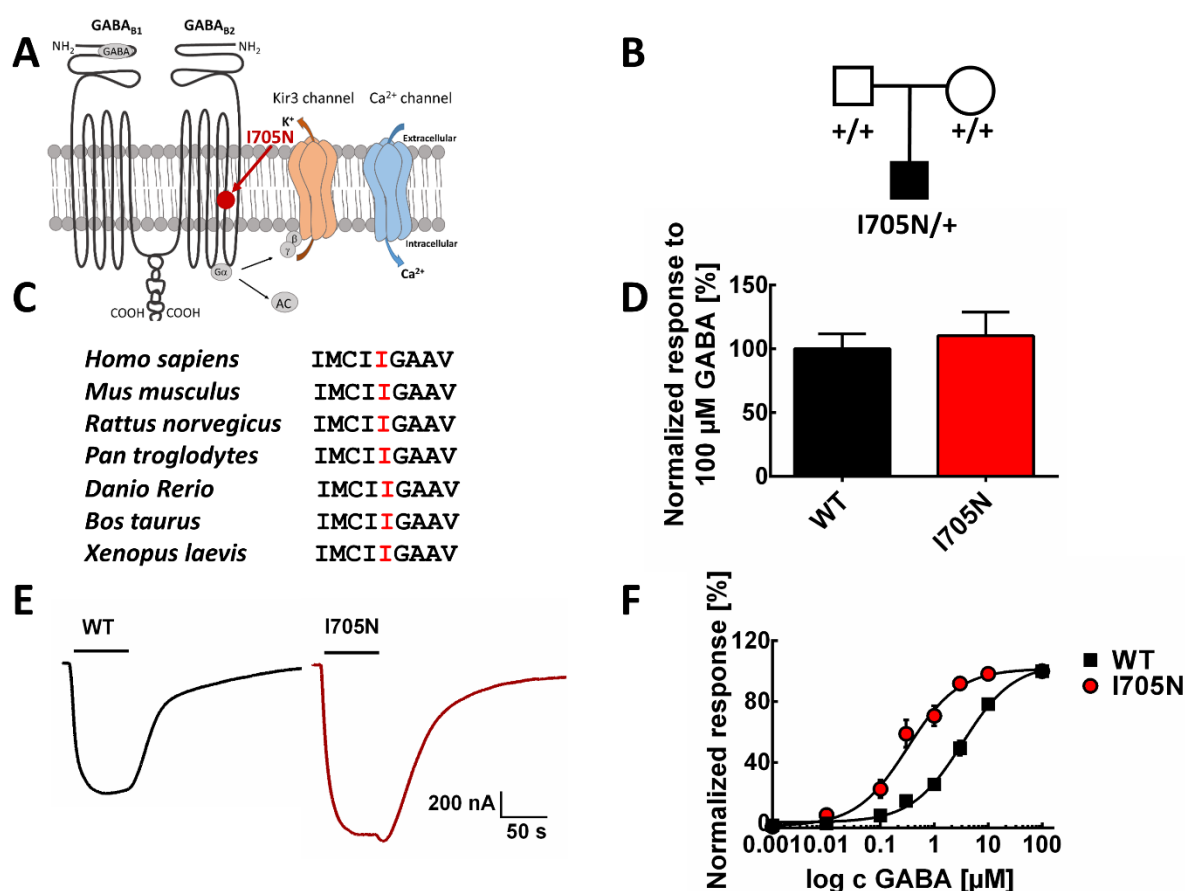 A
GABAB1
GABAB2
NH2
GABA
NH2
Kir3 channel
Ca2+ channel
K+
I705N
Extracellular
Intracellular
β
γ
Gα
AC
Ca2+
COOH
COOH
B
+/+
+/+
I705N/+
C
Homo sapiens IMCIIGAAV
Mus musculus IMCIIGAAV
Rattus norvegicus IMCIIGAAV
Pan troglodytes IMCIIGAAV
Danio Rerio IMCIIGAAV
Bos taurus IMCIIGAAV
Xenopus laevis IMCIIGAAV
D
Normalized response to
100 µM GABA [%]
150
100
50
0
WT
I705N
E
WT
I705N
200 nA
50 s
F
Normalized response [%]
120
80
40
0
0.001
0.01
0.1
1
10
100
log c GABA [µM]
WT
I705N